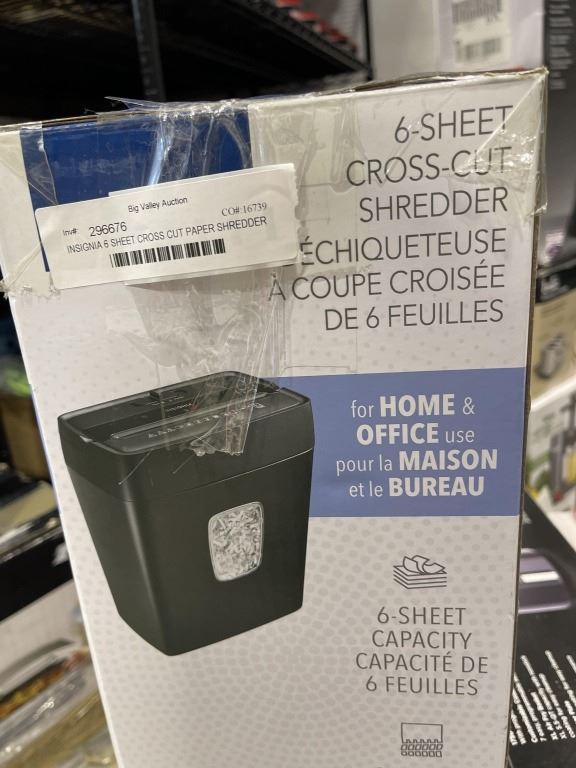 6-SHEET
CROSS-CUT
SHREDDER
Big Valley Auction
CO#: 16739
Inv#: 296676
INSIGNIA 6 SHEET CROSS CUT PAPER SHREDDER
ÉCHIQUETEUSE
À COUPE CROISÉE
DE 6 FEUILLES
for HOME &
OFFICE use
pour la MAISON
et le BUREAU
6-SHEET
CAPACITY
CAPACITÉ DE
6 FEUILLES